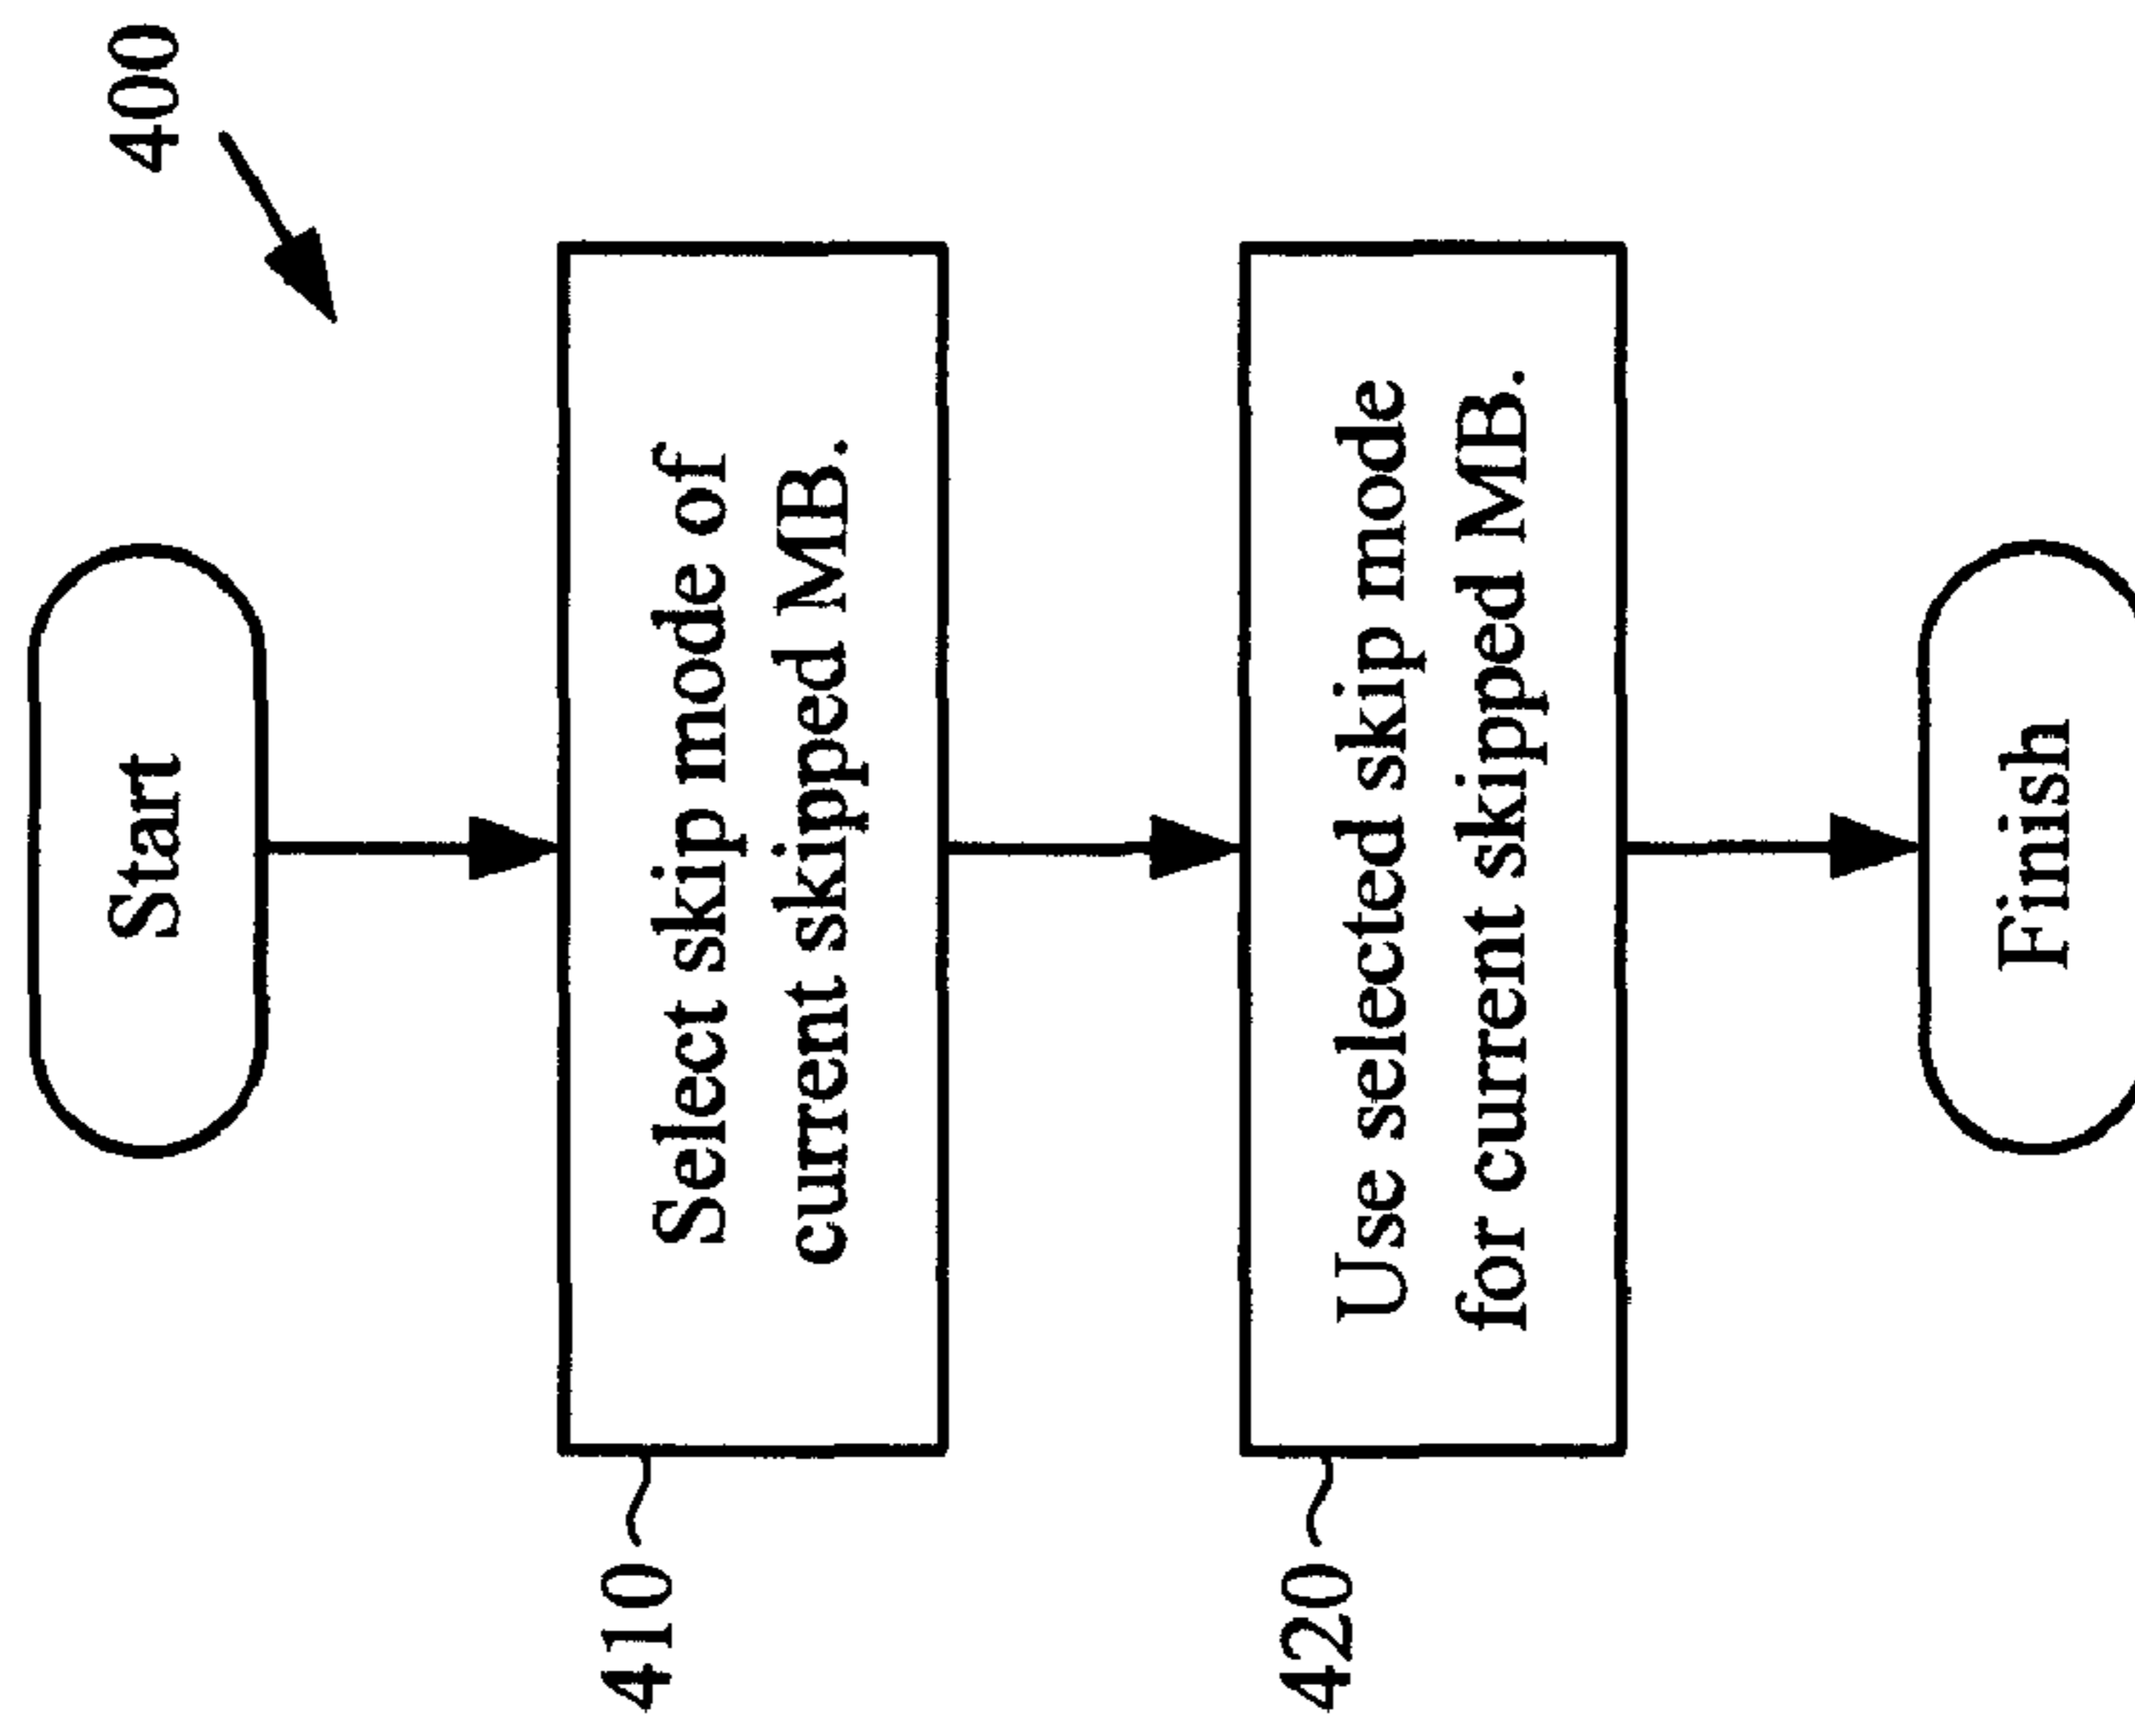 400
Start
410
Select skip mode of
current skipped MB.
420
Use selected skip mode
for current skipped MB.
Finish